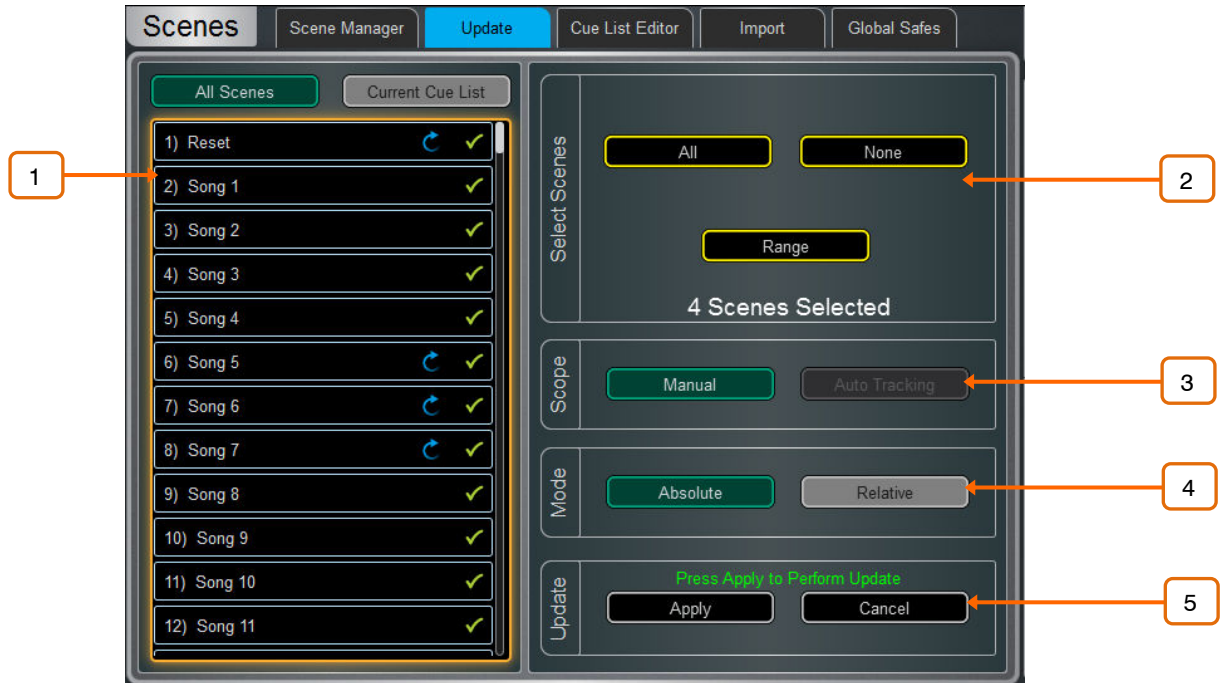 Scenes
Scene Manager
Update
Cue List Editor
Import
Global Safes
All Scenes
Current Cue List
1) Reset
2) Song 1
3) Song 2
4) Song 3
5) Song 4
6) Song 5
7) Song 6
8) Song 7
9) Song 8
10) Song 9
11) Song 10
12) Song 11
1
Select Scenes
All
None
Range
4 Scenes Selected
2
Scope
Manual
Auto Tracking
3
Mode
Absolute
Relative
4
Update
Press Apply to Perform Update
Apply
Cancel
5